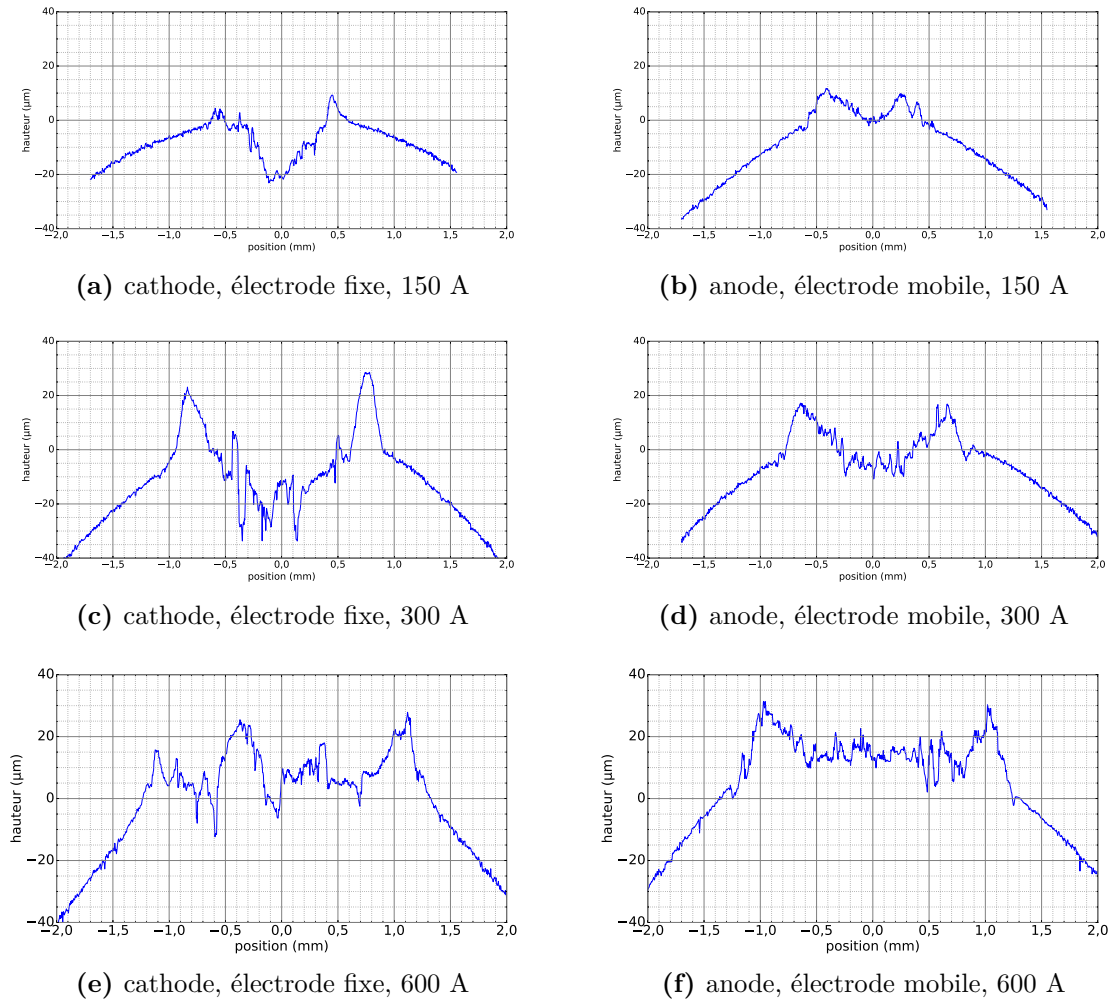 40
20
0
−20
−40
hauteur (µm)
−2,0 −1,5 −1,0 −0,5 0,0 0,5 1,0 1,5 2,0
position (mm)
(a) cathode, électrode fixe, 150 A
40
20
0
−20
−40
hauteur (µm)
−2,0 −1,5 −1,0 −0,5 0,0 0,5 1,0 1,5 2,0
position (mm)
(b) anode, électrode mobile, 150 A
40
20
0
−20
−40
hauteur (µm)
−2,0 −1,5 −1,0 −0,5 0,0 0,5 1,0 1,5 2,0
position (mm)
(c) cathode, électrode fixe, 300 A
40
20
0
−20
−40
hauteur (µm)
−2,0 −1,5 −1,0 −0,5 0,0 0,5 1,0 1,5 2,0
position (mm)
(d) anode, électrode mobile, 300 A
40
20
0
−20
−40
hauteur (µm)
−2,0 −1,5 −1,0 −0,5 0,0 0,5 1,0 1,5 2,0
position (mm)
(e) cathode, électrode fixe, 600 A
40
20
0
−20
−40
hauteur (µm)
−2,0 −1,5 −1,0 −0,5 0,0 0,5 1,0 1,5 2,0
position (mm)
(f) anode, électrode mobile, 600 A